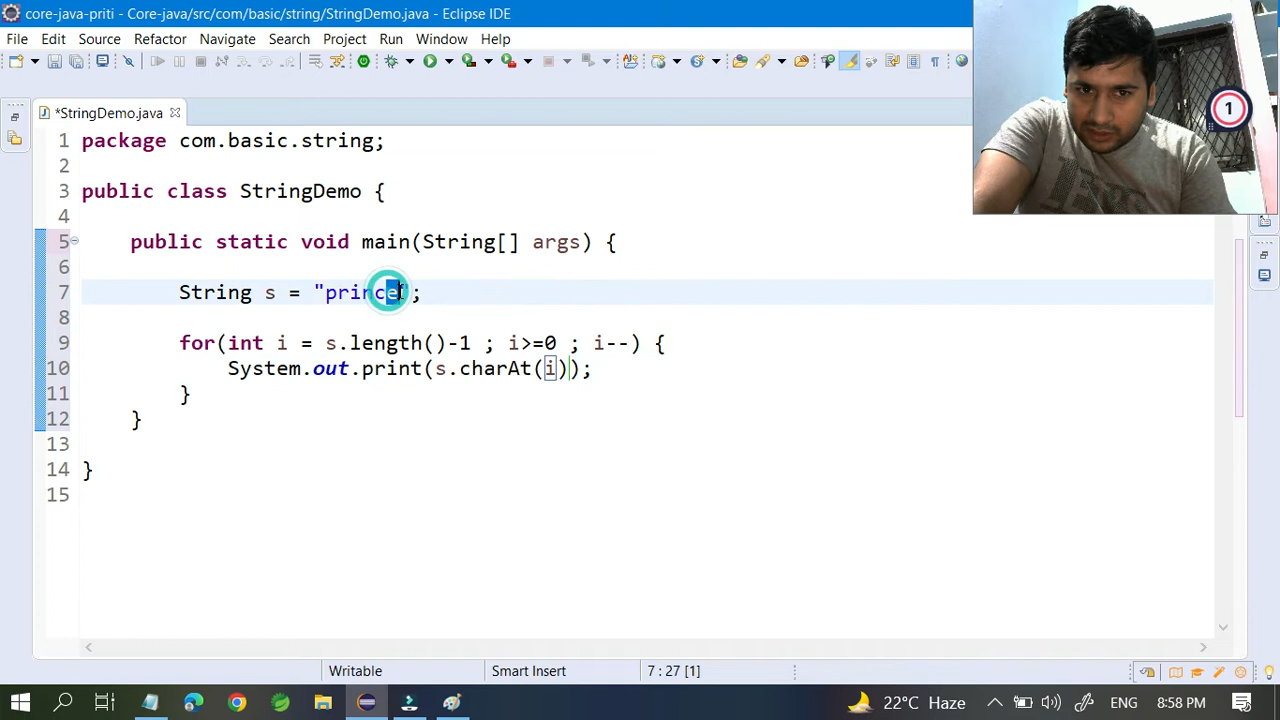 core-java-priti - Core-java/src/com/basic/string/StringDemo.java - Eclipse IDE
File Edit Source Refactor Navigate Search Project Run Window Help
*StringDemo.java
1 package com.basic.string;
2
3 public class StringDemo {
4
5 public static void main(String[] args) {
6
7 String s = "prince";
8
9 for(int i = s.length()-1 ; i>=0 ; i--) {
10 System.out.print(s.charAt(i));
11 }
12 }
13
14 }
15
1
Writable Smart Insert 7 : 27 [1]
22°C Haze ENG 8:58 PM